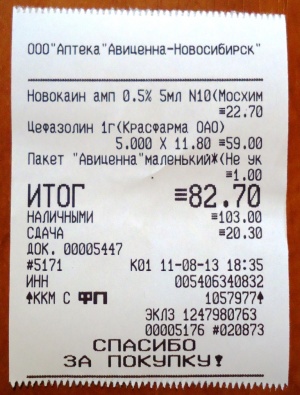 ООО"Аптека"Авиценна-Новосибирск"
Новокаин амп 0.5% 5мл N10(Мосхим
≡22.70
Цефазолин 1г(Красфарма ОАО)
5.000 X 11.80 ≡59.00
Пакет "Авиценна"маленький*(Не ук
≡1.00
ИТОГ ≡82.70
НАЛИЧНЫМИ ≡103.00
СДАЧА ≡20.30
ДОК. 00005447
#5171 К01 11-08-13 18:35
ИНН 005406340832
↑ККМ С ФП 1057977↑
ЭКЛЗ 1247980763
00005176 #020873
СПАСИБО
ЗА ПОКУПКУ!